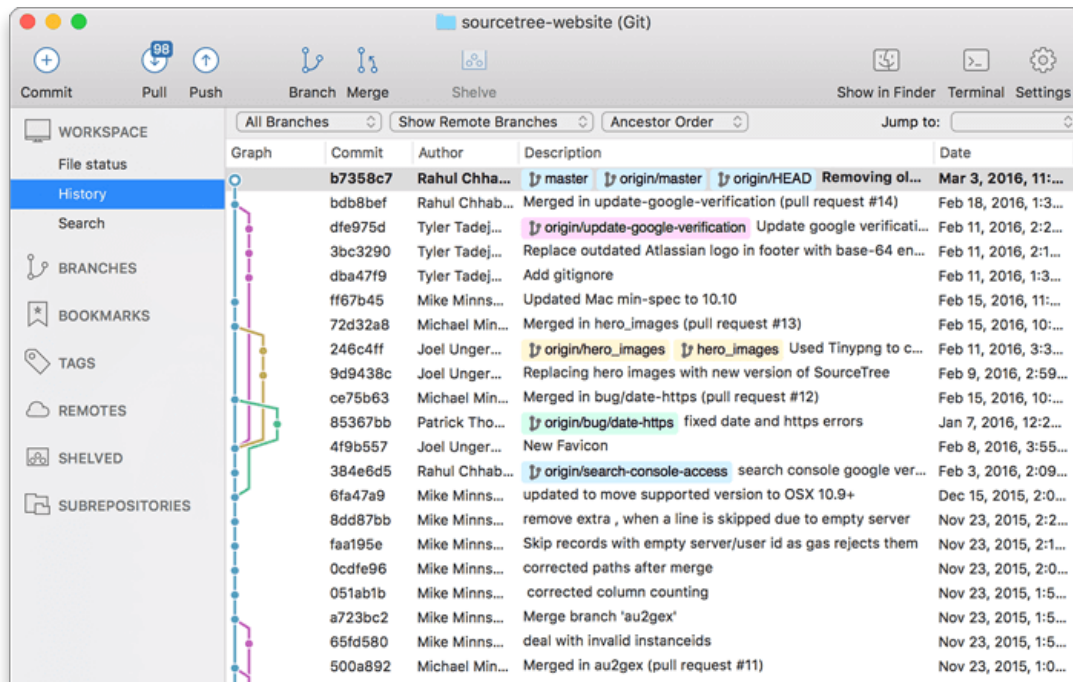 sourcetree-website (Git)
98
Commit Pull Push Branch Merge Shelve Show in Finder Terminal Settings
WORKSPACE
File status
History
Search
BRANCHES
BOOKMARKS
TAGS
REMOTES
SHELVED
SUBREPOSITORIES
All Branches Show Remote Branches Ancestor Order Jump to:
Graph Commit Author Description Date
b7358c7 Rahul Chha... master origin/master origin/HEAD Removing ol... Mar 3, 2016, 11:...
bdb8bef Rahul Chhab... Merged in update-google-verification (pull request #14) Feb 18, 2016, 1:3...
dfe975d Tyler Tadej... origin/update-google-verification Update google verificati... Feb 11, 2016, 2:2...
3bc3290 Tyler Tadej... Replace outdated Atlassian logo in footer with base-64 en... Feb 11, 2016, 2:1...
dba47f9 Tyler Tadej... Add gitignore Feb 11, 2016, 1:3...
ff67b45 Mike Minns... Updated Mac min-spec to 10.10 Feb 15, 2016, 11:...
72d32a8 Michael Min... Merged in hero_images (pull request #13) Feb 15, 2016, 10:...
246c4ff Joel Unger... origin/hero_images hero_images Used Tinypng to c... Feb 11, 2016, 3:3...
9d9438c Joel Unger... Replacing hero images with new version of SourceTree Feb 9, 2016, 2:59...
ce75b63 Michael Min... Merged in bug/date-https (pull request #12) Feb 15, 2016, 10:...
85367bb Patrick Tho... origin/bug/date-https fixed date and https errors Jan 7, 2016, 12:2...
4f9b557 Joel Unger... New Favicon Feb 8, 2016, 3:55...
384e6d5 Rahul Chhab... origin/search-console-access search console google ver... Feb 3, 2016, 2:09...
6fa47a9 Mike Minns... updated to move supported version to OSX 10.9+ Dec 15, 2015, 2:0...
8dd87bb Mike Minns... remove extra , when a line is skipped due to empty server Nov 23, 2015, 2:2...
faa195e Mike Minns... Skip records with empty server/user id as gas rejects them Nov 23, 2015, 2:1...
0cdfe96 Mike Minns... corrected paths after merge Nov 23, 2015, 2:0...
051ab1b Mike Minns... corrected column counting Nov 23, 2015, 1:5...
a723bc2 Mike Minns... Merge branch 'au2gex' Nov 23, 2015, 1:5...
65fd580 Mike Minns... deal with invalid instanceids Nov 23, 2015, 1:5...
500a892 Michael Min... Merged in au2gex (pull request #11) Nov 23, 2015, 1:0...